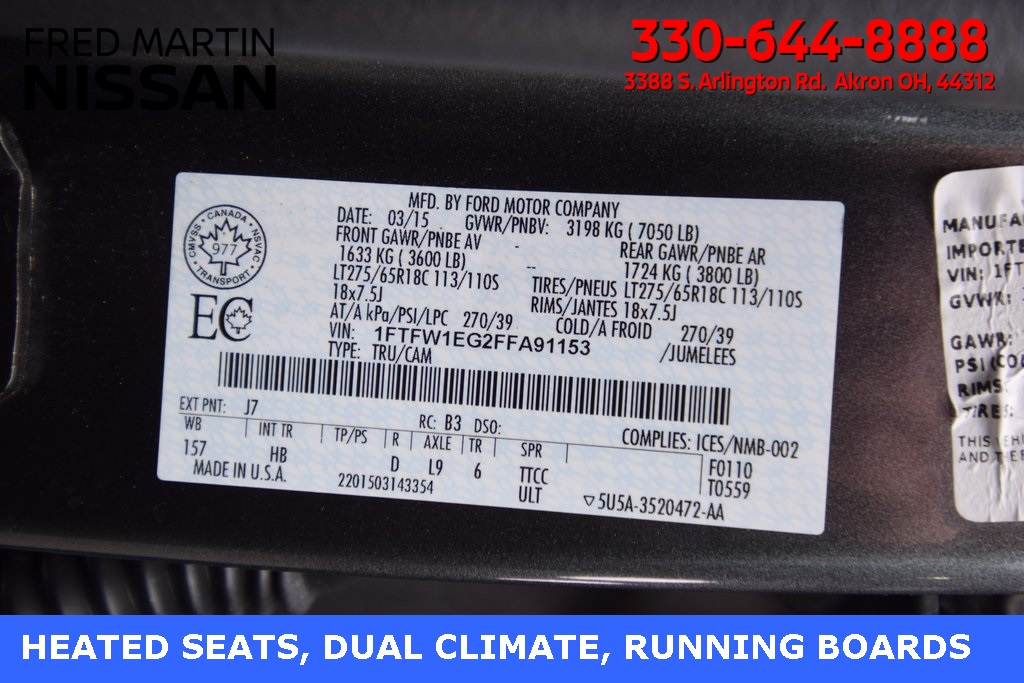 FRED MARTIN
NISSAN
330-644-8888
3388 S. Arlington Rd. Akron OH, 44312
CANADA
CMVSS · NSVAC
977
TRANSPORT
EC
MFD. BY FORD MOTOR COMPANY
DATE: 03/15 GVWR/PNBV: 3198 KG ( 7050 LB)
FRONT GAWR/PNBE AV - REAR GAWR/PNBE AR
1633 KG ( 3600 LB) -- 1724 KG ( 3800 LB)
LT275/65R18C 113/110S TIRES/PNEUS LT275/65R18C 113/110S
18x7.5J RIMS/JANTES 18x7.5J
AT/A kPa/PSI/LPC 270/39 COLD/A FROID 270/39
VIN: 1FTFW1EG2FFA91153 /JUMELEES
TYPE: TRU/CAM
EXT PNT: J7 RC: B3 DSO: COMPLIES: ICES/NMB-002
WB INT TR TP/PS R AXLE TR SPR
157 HB D L9 6 TTCC F0110
MADE IN U.S.A. 2201503143354 ULT T0559
5U5A-3520472-AA
MANUFA
IMPORTE
VIN: 1FT
GVWR:
GAWR:
PSI(CO
RIMS:
TIRES:
THIS VEH
AND THE
HEATED SEATS, DUAL CLIMATE, RUNNING BOARDS